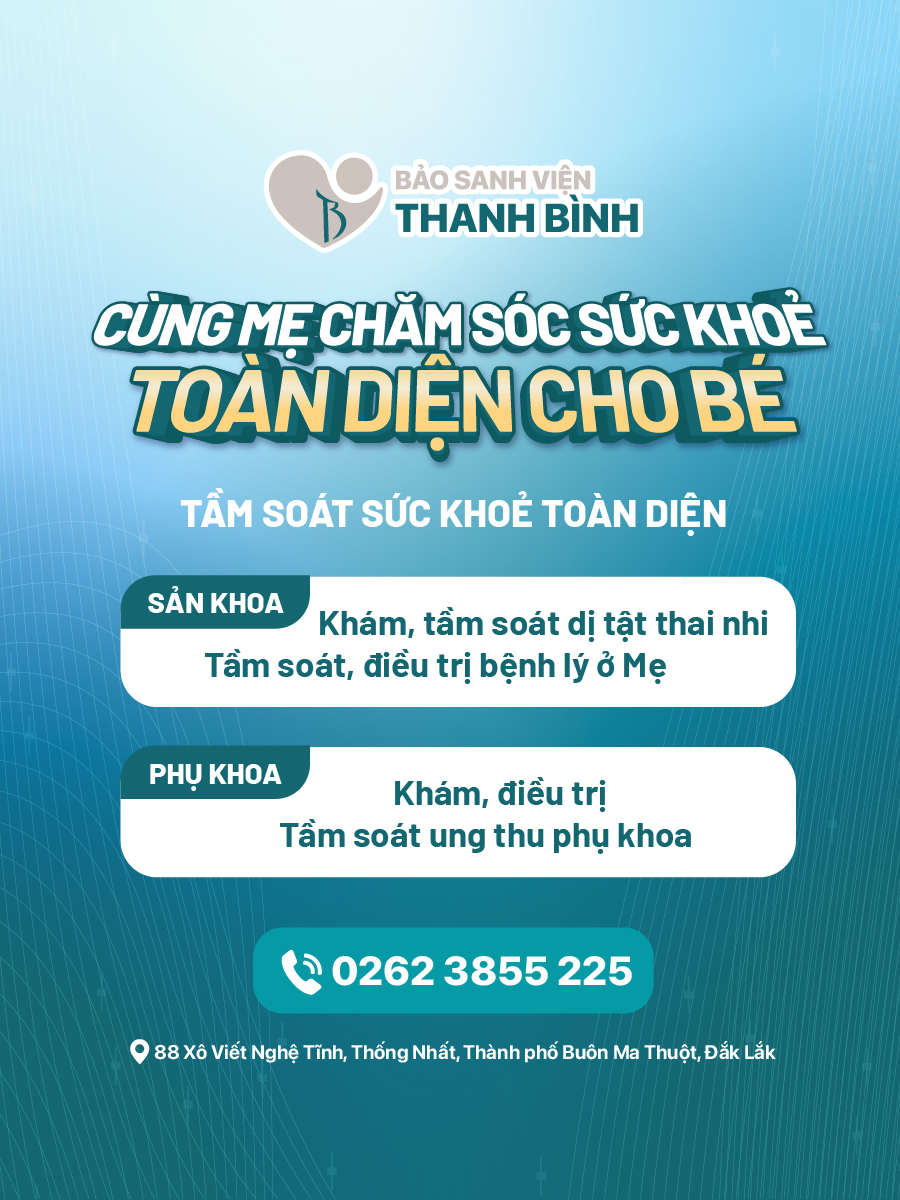 BẢO SANH VIỆN
THANH BÌNH
CÙNG MẸ CHĂM SÓC SỨC KHOẺ
TOÀN DIỆN CHO BÉ
TẦM SOÁT SỨC KHOẺ TOÀN DIỆN
SẢN KHOA
Khám, tầm soát dị tật thai nhi
Tầm soát, điều trị bệnh lý ở Mẹ
PHỤ KHOA
Khám, điều trị
Tầm soát ung thu phụ khoa
0262 3855 225
88 Xô Viết Nghệ Tĩnh, Thống Nhất, Thành phố Buôn Ma Thuột, Đắk Lắk